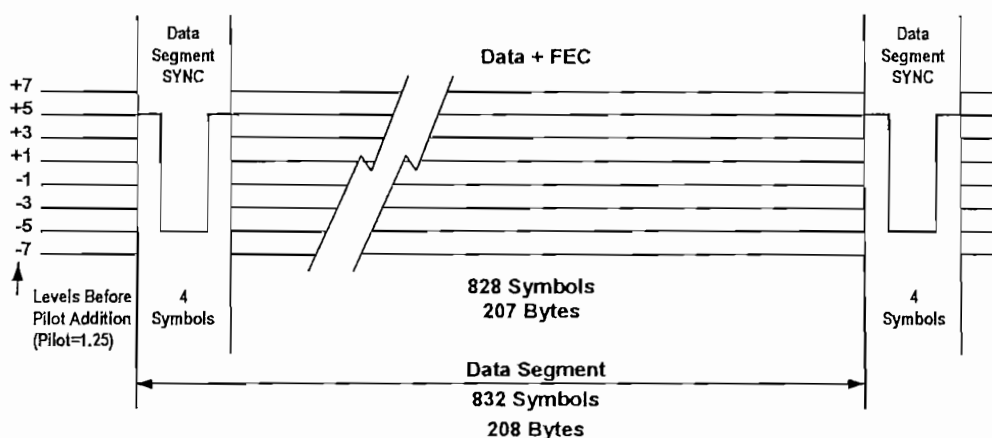 Data
Segment
SYNC
Data + FEC
Data
Segment
SYNC
+7
+5
+3
+1
-1
-3
-5
-7
Levels Before
Pilot Addition
(Pilot=1.25)
4
Symbols
828 Symbols
207 Bytes
4
Symbols
Data Segment
832 Symbols
208 Bytes